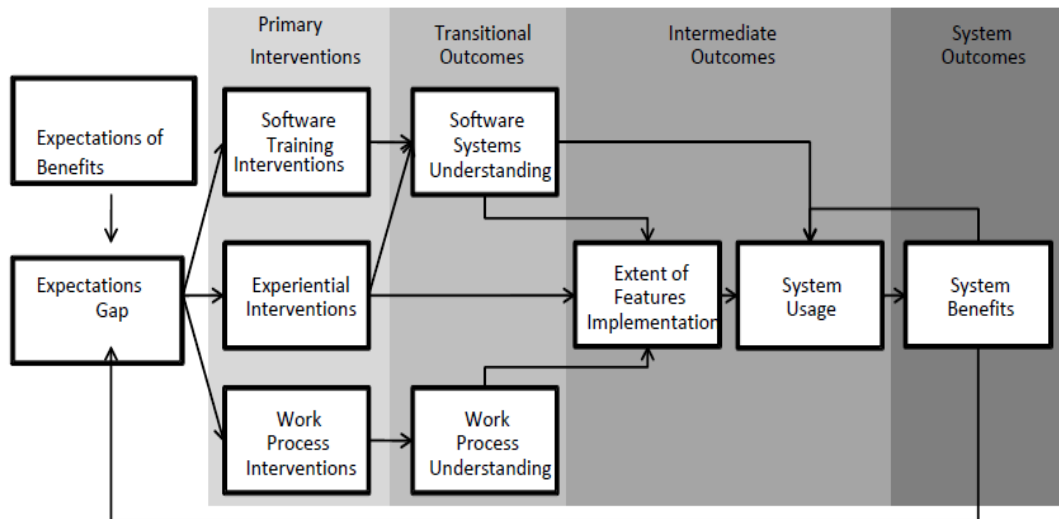 Primary
Interventions
Transitional
Outcomes
Intermediate
Outcomes
System
Outcomes
Expectations of
Benefits
Software
Training
Interventions
Software
Systems
Understanding
Expectations
Gap
Experiential
Interventions
Extent of
Features
Implementation
System
Usage
System
Benefits
Work
Process
Interventions
Work
Process
Understanding